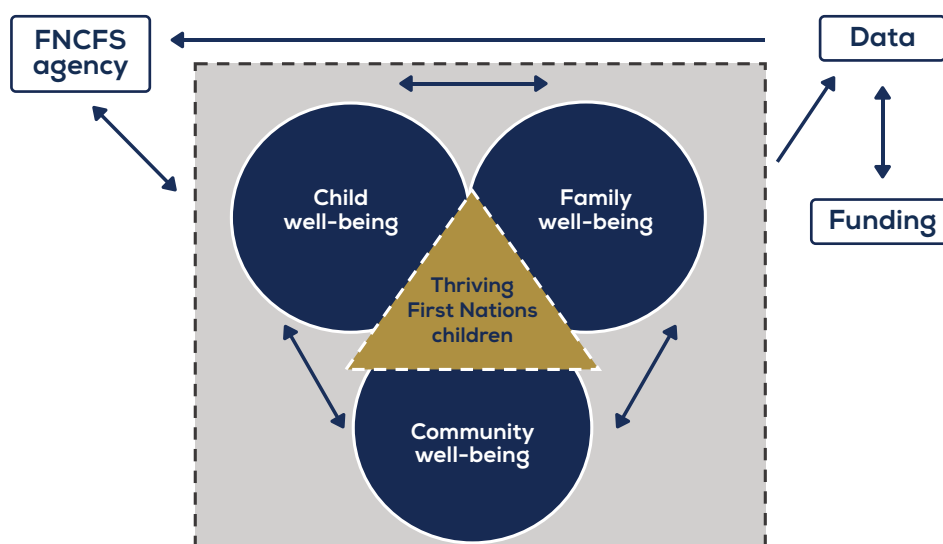 FNCFS
agency
Data
Child
well-being
Family
well-being
Funding
Thriving
First Nations
children
Community
well-being